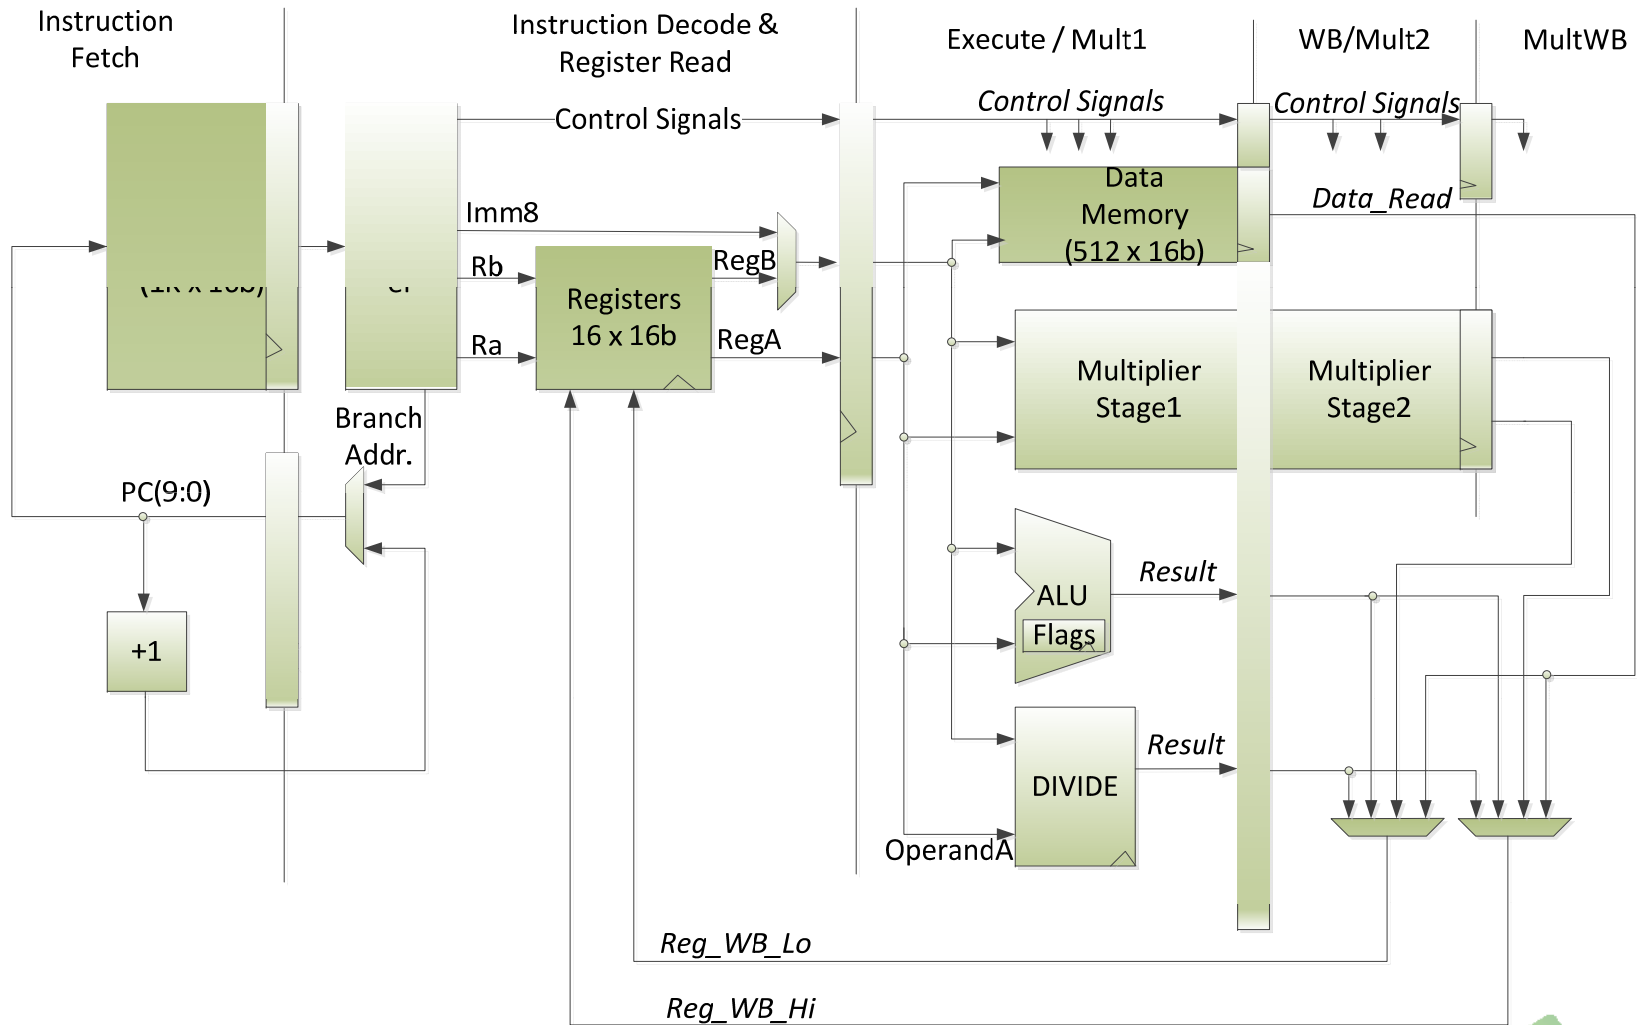 Instruction
Fetch
Instruction Decode &
Register Read
Execute / Mult1
WB/Mult2
MultWB
Control Signals
Control Signals
Control Signals
Imm8
Rb
Ra
Registers
16 x 16b
RegB
RegA
Data
Memory
(512 x 16b)
Data_Read
Multiplier
Stage1
Multiplier
Stage2
Branch
Addr.
PC(9:0)
+1
ALU
Flags
Result
DIVIDE
Result
OperandA
Reg_WB_Lo
Reg_WB_Hi